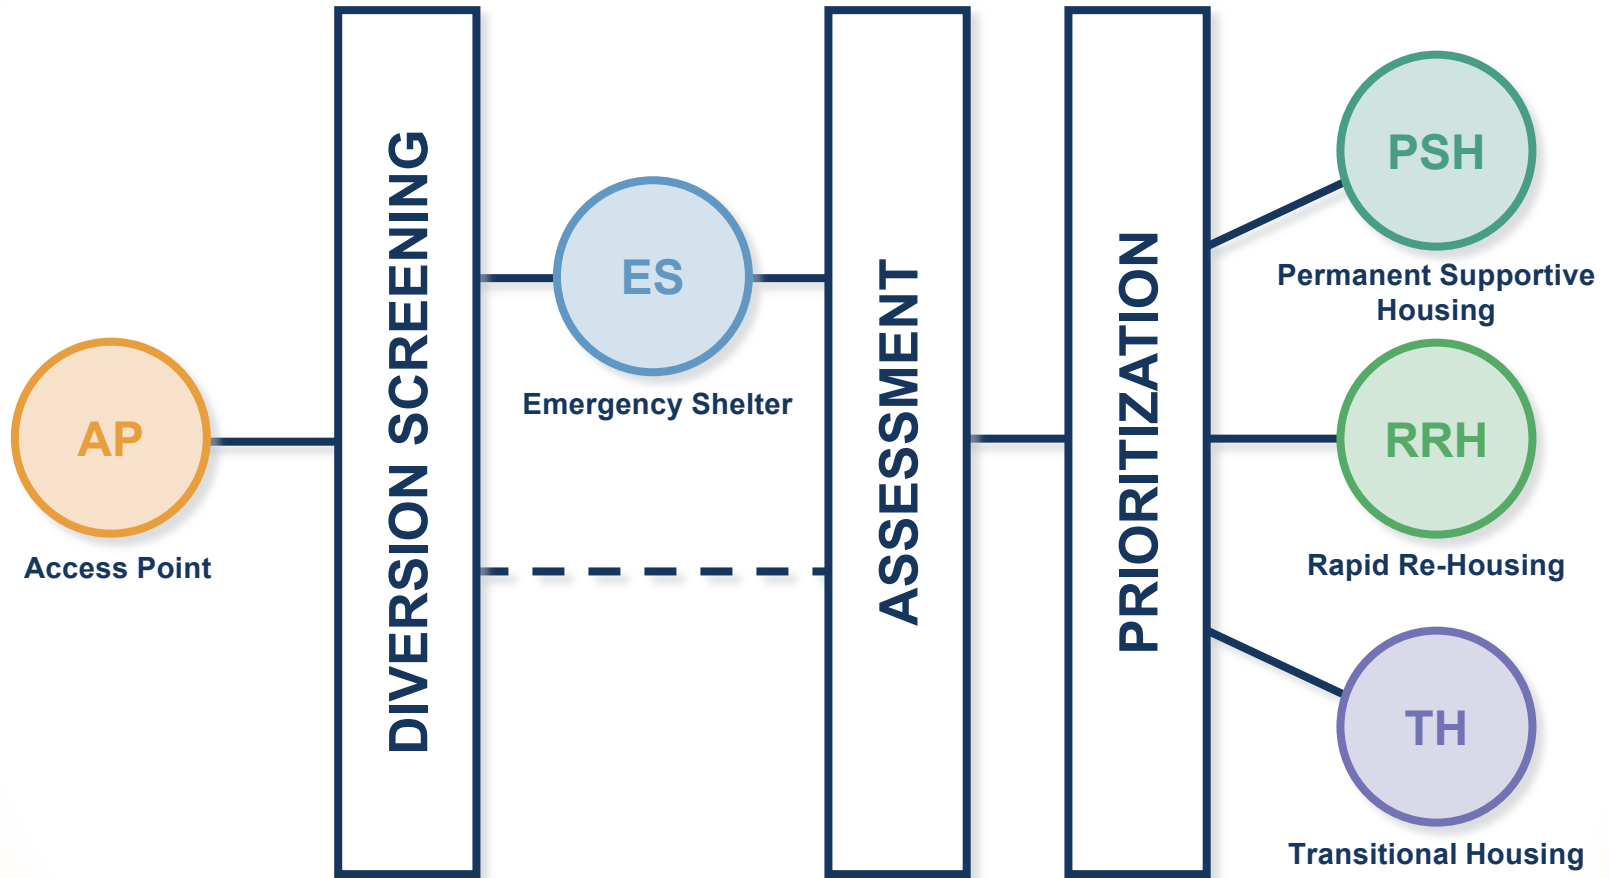 AP
Access Point
DIVERSION SCREENING
ES
Emergency Shelter
ASSESSMENT
PRIORITIZATION
PSH
Permanent Supportive
Housing
RRH
Rapid Re-Housing
TH
Transitional Housing